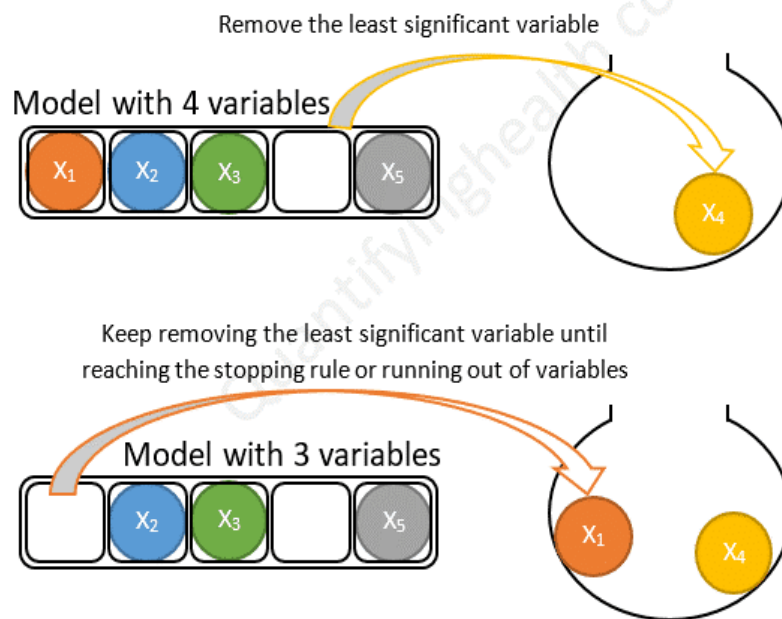 Remove the least significant variable
Model with 4 variables
X₁ X₂ X₃ X₅
X₄
Keep removing the least significant variable until
reaching the stopping rule or running out of variables
Model with 3 variables
X₂ X₃ X₅
X₁ X₄
quantifyinghealth.co